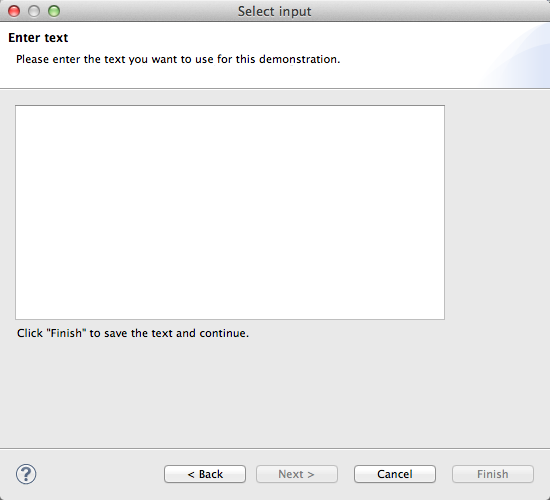 Select input
Enter text
Please enter the text you want to use for this demonstration.
Click "Finish" to save the text and continue.
?
< Back
Next >
Cancel
Finish